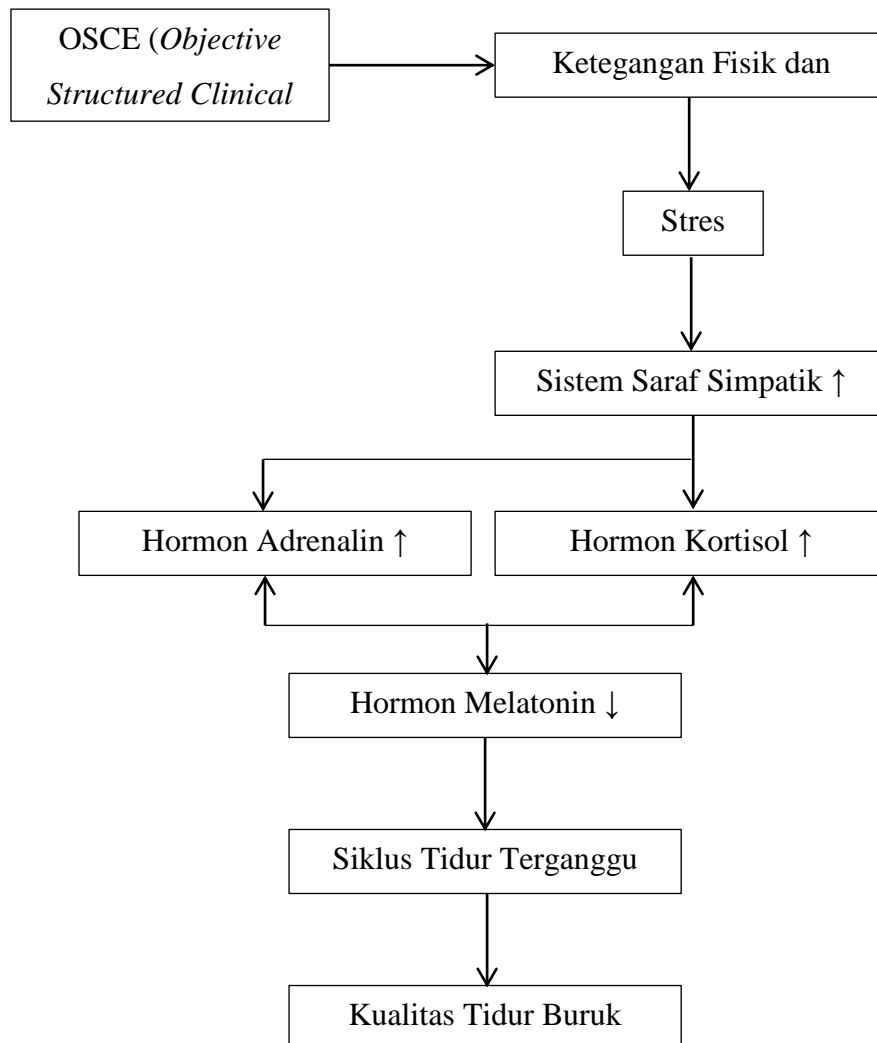 OSCE (Objective
Structured Clinical
Ketegangan Fisik dan
Stres
Sistem Saraf Simpatik ↑
Hormon Adrenalin ↑
Hormon Kortisol ↑
Hormon Melatonin ↓
Siklus Tidur Terganggu
Kualitas Tidur Buruk